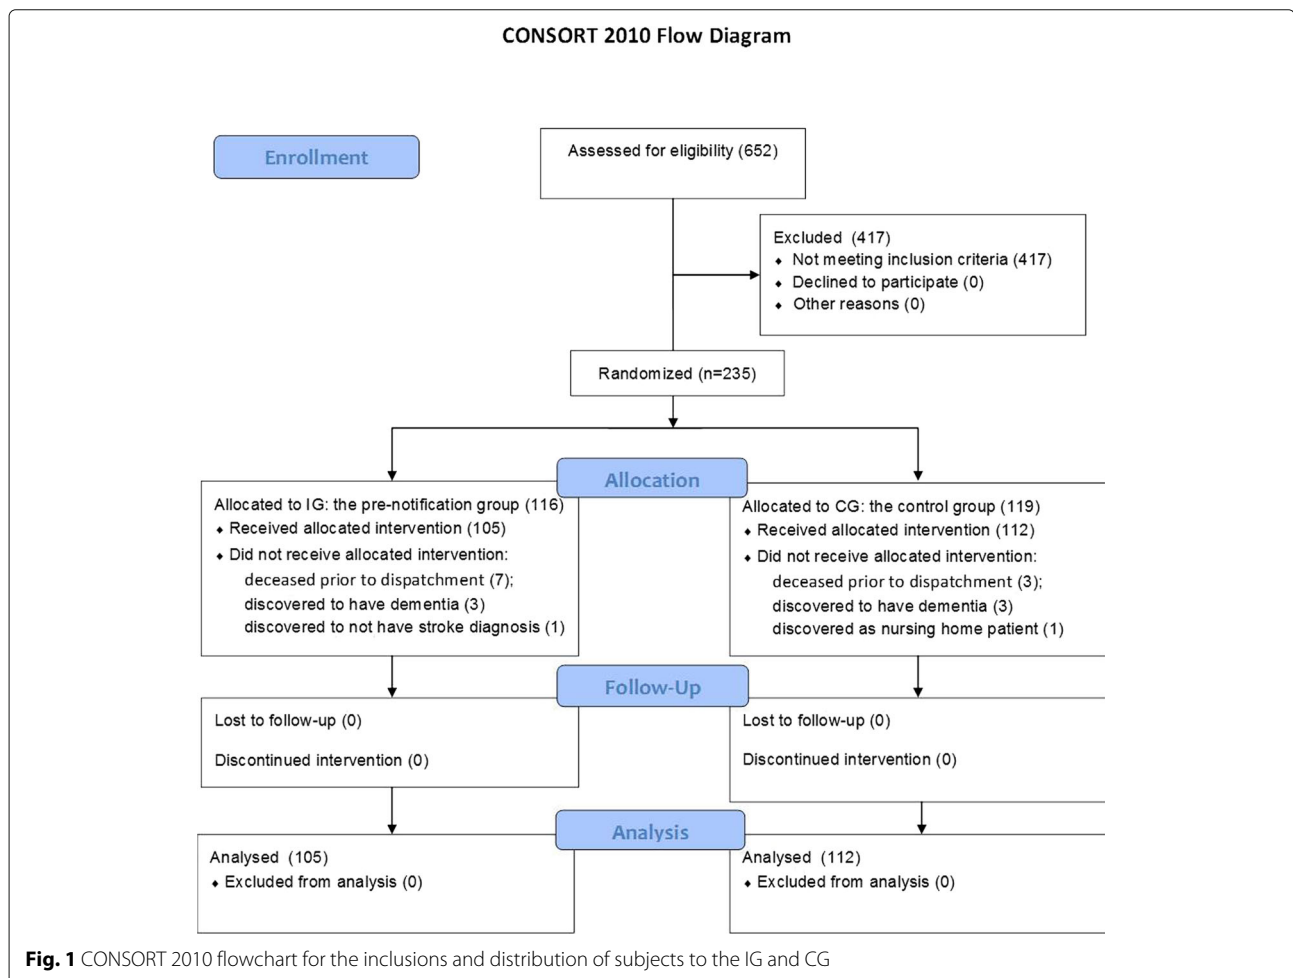 CONSORT 2010 Flow Diagram
Enrollment
Assessed for eligibility (652)
Excluded (417)
♦ Not meeting inclusion criteria (417)
♦ Declined to participate (0)
♦ Other reasons (0)
Randomized (n=235)
Allocation
Allocated to IG: the pre-notification group (116)
♦ Received allocated intervention (105)
♦ Did not receive allocated intervention:
deceased prior to dispatchment (7);
discovered to have dementia (3)
discovered to not have stroke diagnosis (1)
Allocated to CG: the control group (119)
♦ Received allocated intervention (112)
♦ Did not receive allocated intervention:
deceased prior to dispatchment (3);
discovered to have dementia (3)
discovered as nursing home patient (1)
Follow-Up
Lost to follow-up (0)
Discontinued intervention (0)
Lost to follow-up (0)
Discontinued intervention (0)
Analysis
Analysed (105)
♦ Excluded from analysis (0)
Analysed (112)
♦ Excluded from analysis (0)
Fig. 1 CONSORT 2010 flowchart for the inclusions and distribution of subjects to the IG and CG